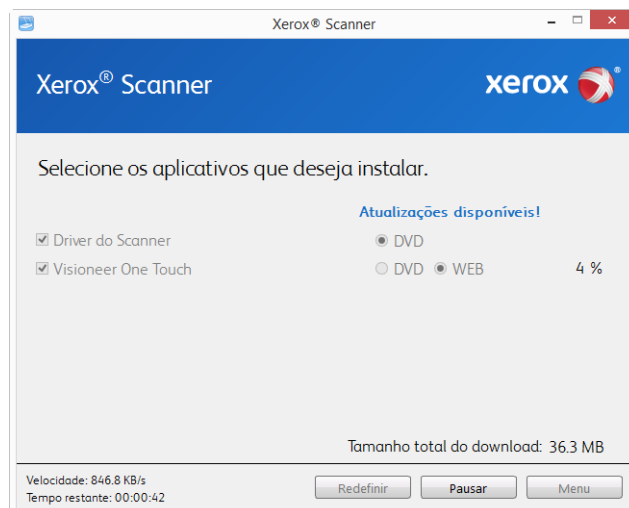 Xerox® Scanner
Xerox® Scanner
xerox®
Selecione os aplicativos que deseja instalar.
Atualizações disponíveis!
Driver do Scanner DVD
Visioneer One Touch DVD WEB 4 %
Tamanho total do download: 36.3 MB
Velocidade: 846.8 KB/s
Tempo restante: 00:00:42
Redefinir Pausar Menu